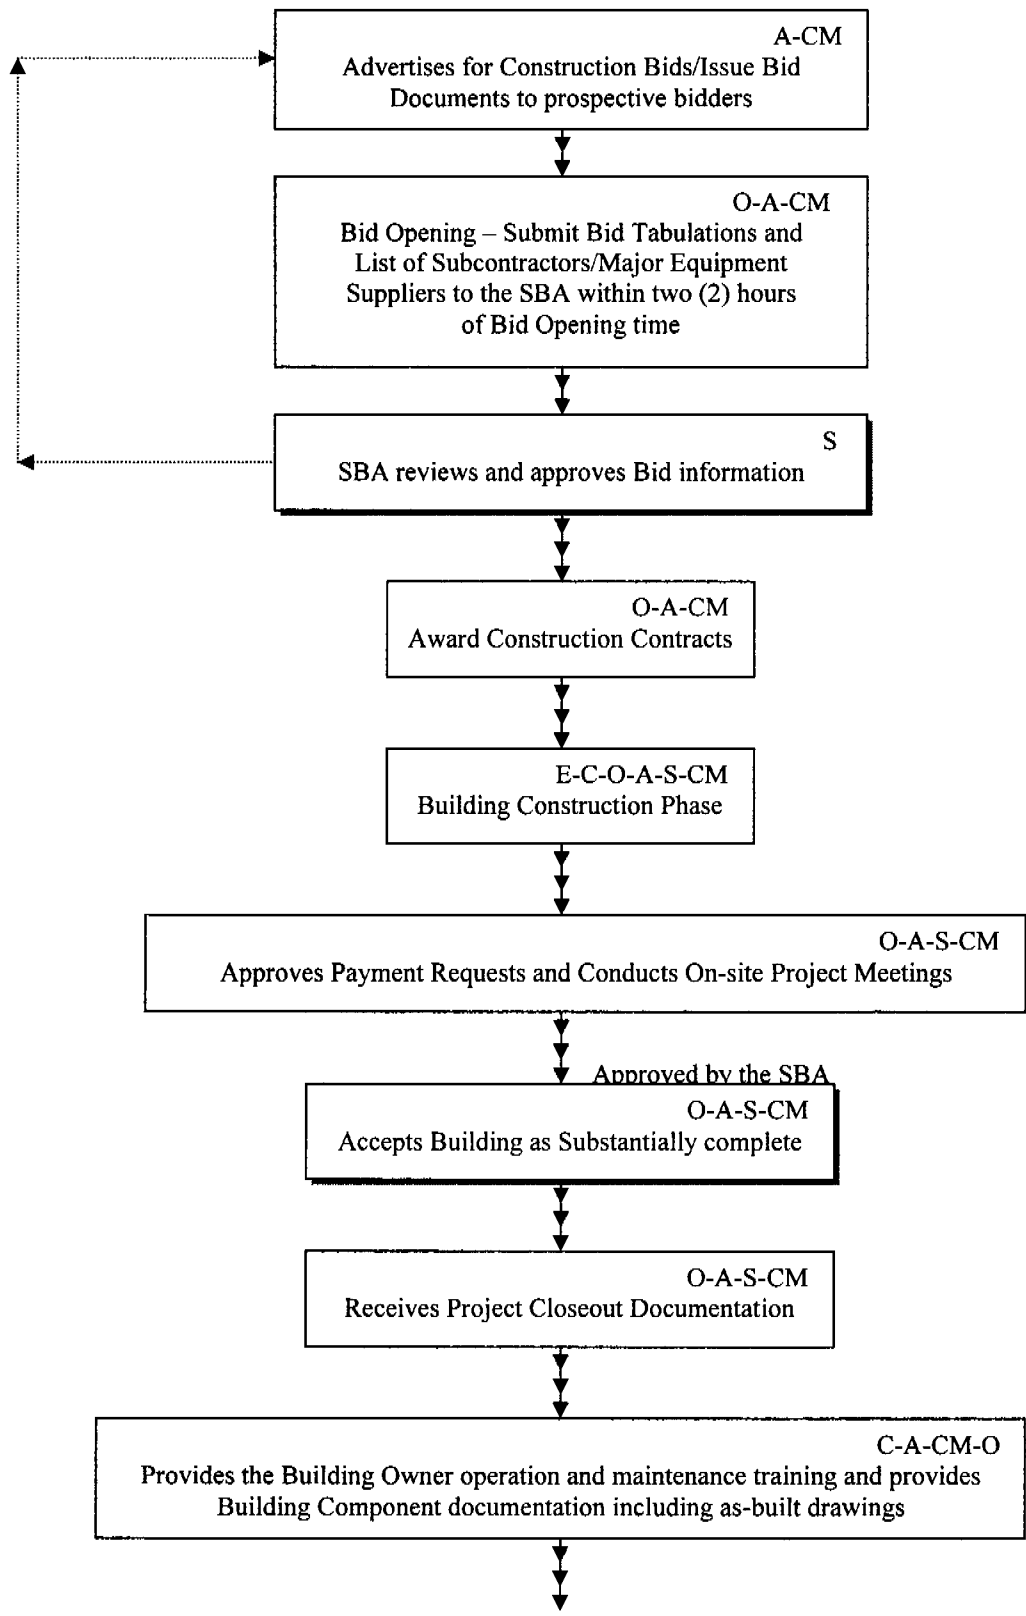 A-CM
Advertises for Construction Bids/Issue Bid
Documents to prospective bidders
O-A-CM
Bid Opening – Submit Bid Tabulations and
List of Subcontractors/Major Equipment
Suppliers to the SBA within two (2) hours
of Bid Opening time
S
SBA reviews and approves Bid information
O-A-CM
Award Construction Contracts
E-C-O-A-S-CM
Building Construction Phase
O-A-S-CM
Approves Payment Requests and Conducts On-site Project Meetings
Approved by the SBA
O-A-S-CM
Accepts Building as Substantially complete
O-A-S-CM
Receives Project Closeout Documentation
C-A-CM-O
Provides the Building Owner operation and maintenance training and provides
Building Component documentation including as-built drawings